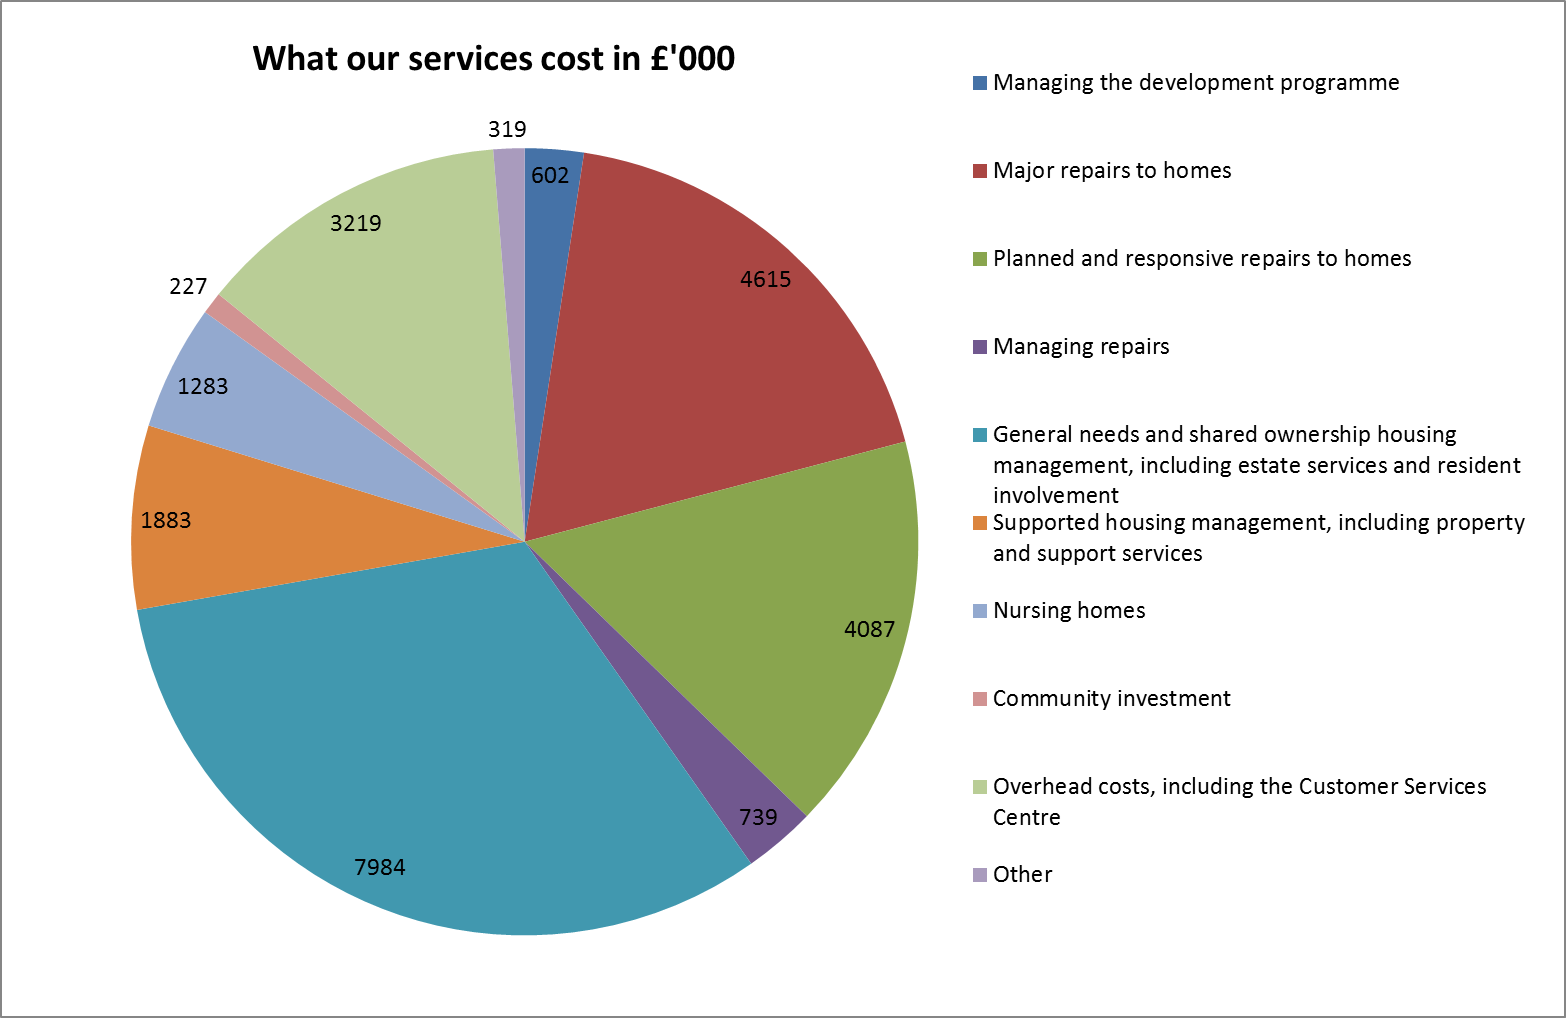 What our services cost in £'000
319
602
3219
4615
227
1283
1883
4087
739
7984
Managing the development programme
Major repairs to homes
Planned and responsive repairs to homes
Managing repairs
General needs and shared ownership housing
management, including estate services and resident
involvement
Supported housing management, including property
and support services
Nursing homes
Community investment
Overhead costs, including the Customer Services
Centre
Other